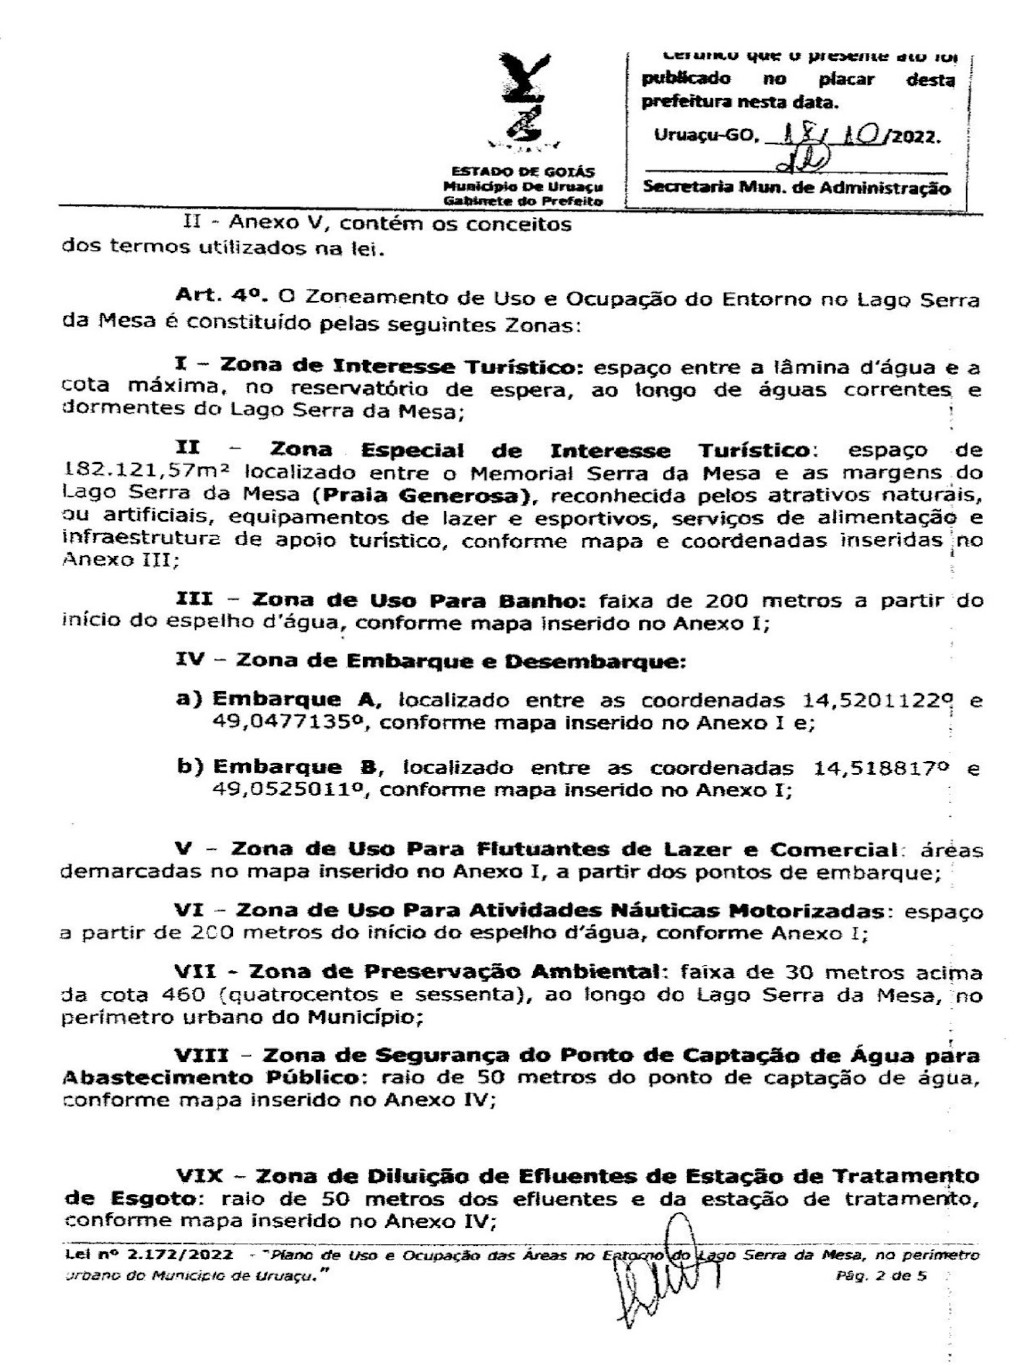 Certifico que o presente ato foi
publicado no placar desta
prefeitura nesta data.
Uruaçu-GO, 18/10/2022.
Secretaria Mun. de Administração
ESTADO DE GOIÁS
Município De Uruaçu
Gabinete do Prefeito
II - Anexo V, contém os conceitos
dos termos utilizados na lei.
Art. 4º. O Zoneamento de Uso e Ocupação do Entorno no Lago Serra
da Mesa é constituído pelas seguintes Zonas:
I – Zona de Interesse Turístico: espaço entre a lâmina d'água e a
cota máxima, no reservatório de espera, ao longo de águas correntes e
dormentes do Lago Serra da Mesa;
II – Zona Especial de Interesse Turístico: espaço de
182.121,57m² localizado entre o Memorial Serra da Mesa e as margens do
Lago Serra da Mesa (Praia Generosa), reconhecida pelos atrativos naturais,
ou artificiais, equipamentos de lazer e esportivos, serviços de alimentação e
infraestrutura de apoio turístico, conforme mapa e coordenadas inseridas no
Anexo III;
III – Zona de Uso Para Banho: faixa de 200 metros a partir do
início do espelho d'água, conforme mapa inserido no Anexo I;
IV – Zona de Embarque e Desembarque:
a) Embarque A, localizado entre as coordenadas 14,5201122º e
49,0477135º, conforme mapa inserido no Anexo I e;
b) Embarque B, localizado entre as coordenadas 14,518817º e
49,0525011º, conforme mapa inserido no Anexo I;
V – Zona de Uso Para Flutuantes de Lazer e Comercial: áreas
demarcadas no mapa inserido no Anexo I, a partir dos pontos de embarque;
VI – Zona de Uso Para Atividades Náuticas Motorizadas: espaço
a partir de 200 metros do início do espelho d'água, conforme Anexo I;
VII - Zona de Preservação Ambiental: faixa de 30 metros acima
da cota 460 (quatrocentos e sessenta), ao longo do Lago Serra da Mesa, no
perímetro urbano do Município;
VIII – Zona de Segurança do Ponto de Captação de Água para
Abastecimento Público: raio de 50 metros do ponto de captação de água,
conforme mapa inserido no Anexo IV;
VIX – Zona de Diluição de Efluentes de Estação de Tratamento
de Esgoto: raio de 50 metros dos efluentes e da estação de tratamento,
conforme mapa inserido no Anexo IV;
Lei nº 2.172/2022 - "Plano de Uso e Ocupação das Áreas no Entorno do Lago Serra da Mesa, no perímetro
urbano do Município de Uruaçu."
Pág. 2 de 5